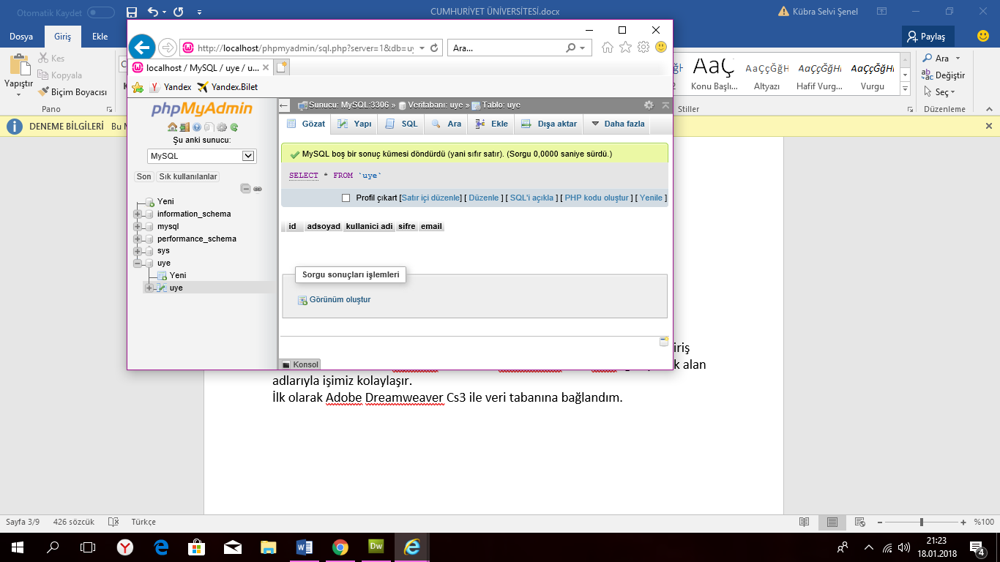 Otomatik Kaydet
CUMHURİYET ÜNİVERSİTESİ.docx
Kübra Selvi Şenel
Dosya
Giriş
Ekle
Paylaş
Yapıştır
Kes
Kopyala
Biçim Boyacısı
Pano
AaÇ
AaÇçĞğH
AaÇçĞğHı
AaÇçĞğHı
Konu Başlı...
Altyazı
Hafif Vurg...
Vurgu
Stiller
Ara
Değiştir
Seç
Düzenleme
DENEME BİLGİLERİ
http://localhost/phpmyadmin/sql.php?server=1&db=uy
Ara...
localhost / MySQL / uye / u...
Yandex
Yandex.Bilet
phpMyAdmin
Şu anki sunucu:
MySQL
Son
Sık kullanılanlar
Yeni
information_schema
mysql
performance_schema
sys
uye
Yeni
uye
Sunucu: MySQL:3306 » Veritabanı: uye » Tablo: uye
Gözat
Yapı
SQL
Ara
Ekle
Dışa aktar
Daha fazla
MySQL boş bir sonuç kümesi döndürdü (yani sıfır satır). (Sorgu 0,0000 saniye sürdü.)
SELECT * FROM `uye`
Profil çıkart [Satır içi düzenle] [ Düzenle ] [ SQL'i açıkla ] [ PHP kodu oluştur ] [ Yenile ]
id adsoyad kullanici adi sifre email
Sorgu sonuçları işlemleri
Görünüm oluştur
Konsol
iriş
k alan
adlarıyla işimiz kolaylaşır.
İlk olarak Adobe Dreamweaver Cs3 ile veri tabanına bağlandım.
Sayfa 3/9
426 sözcük
Türkçe
%100
Dw
21:23
18.01.2018
4